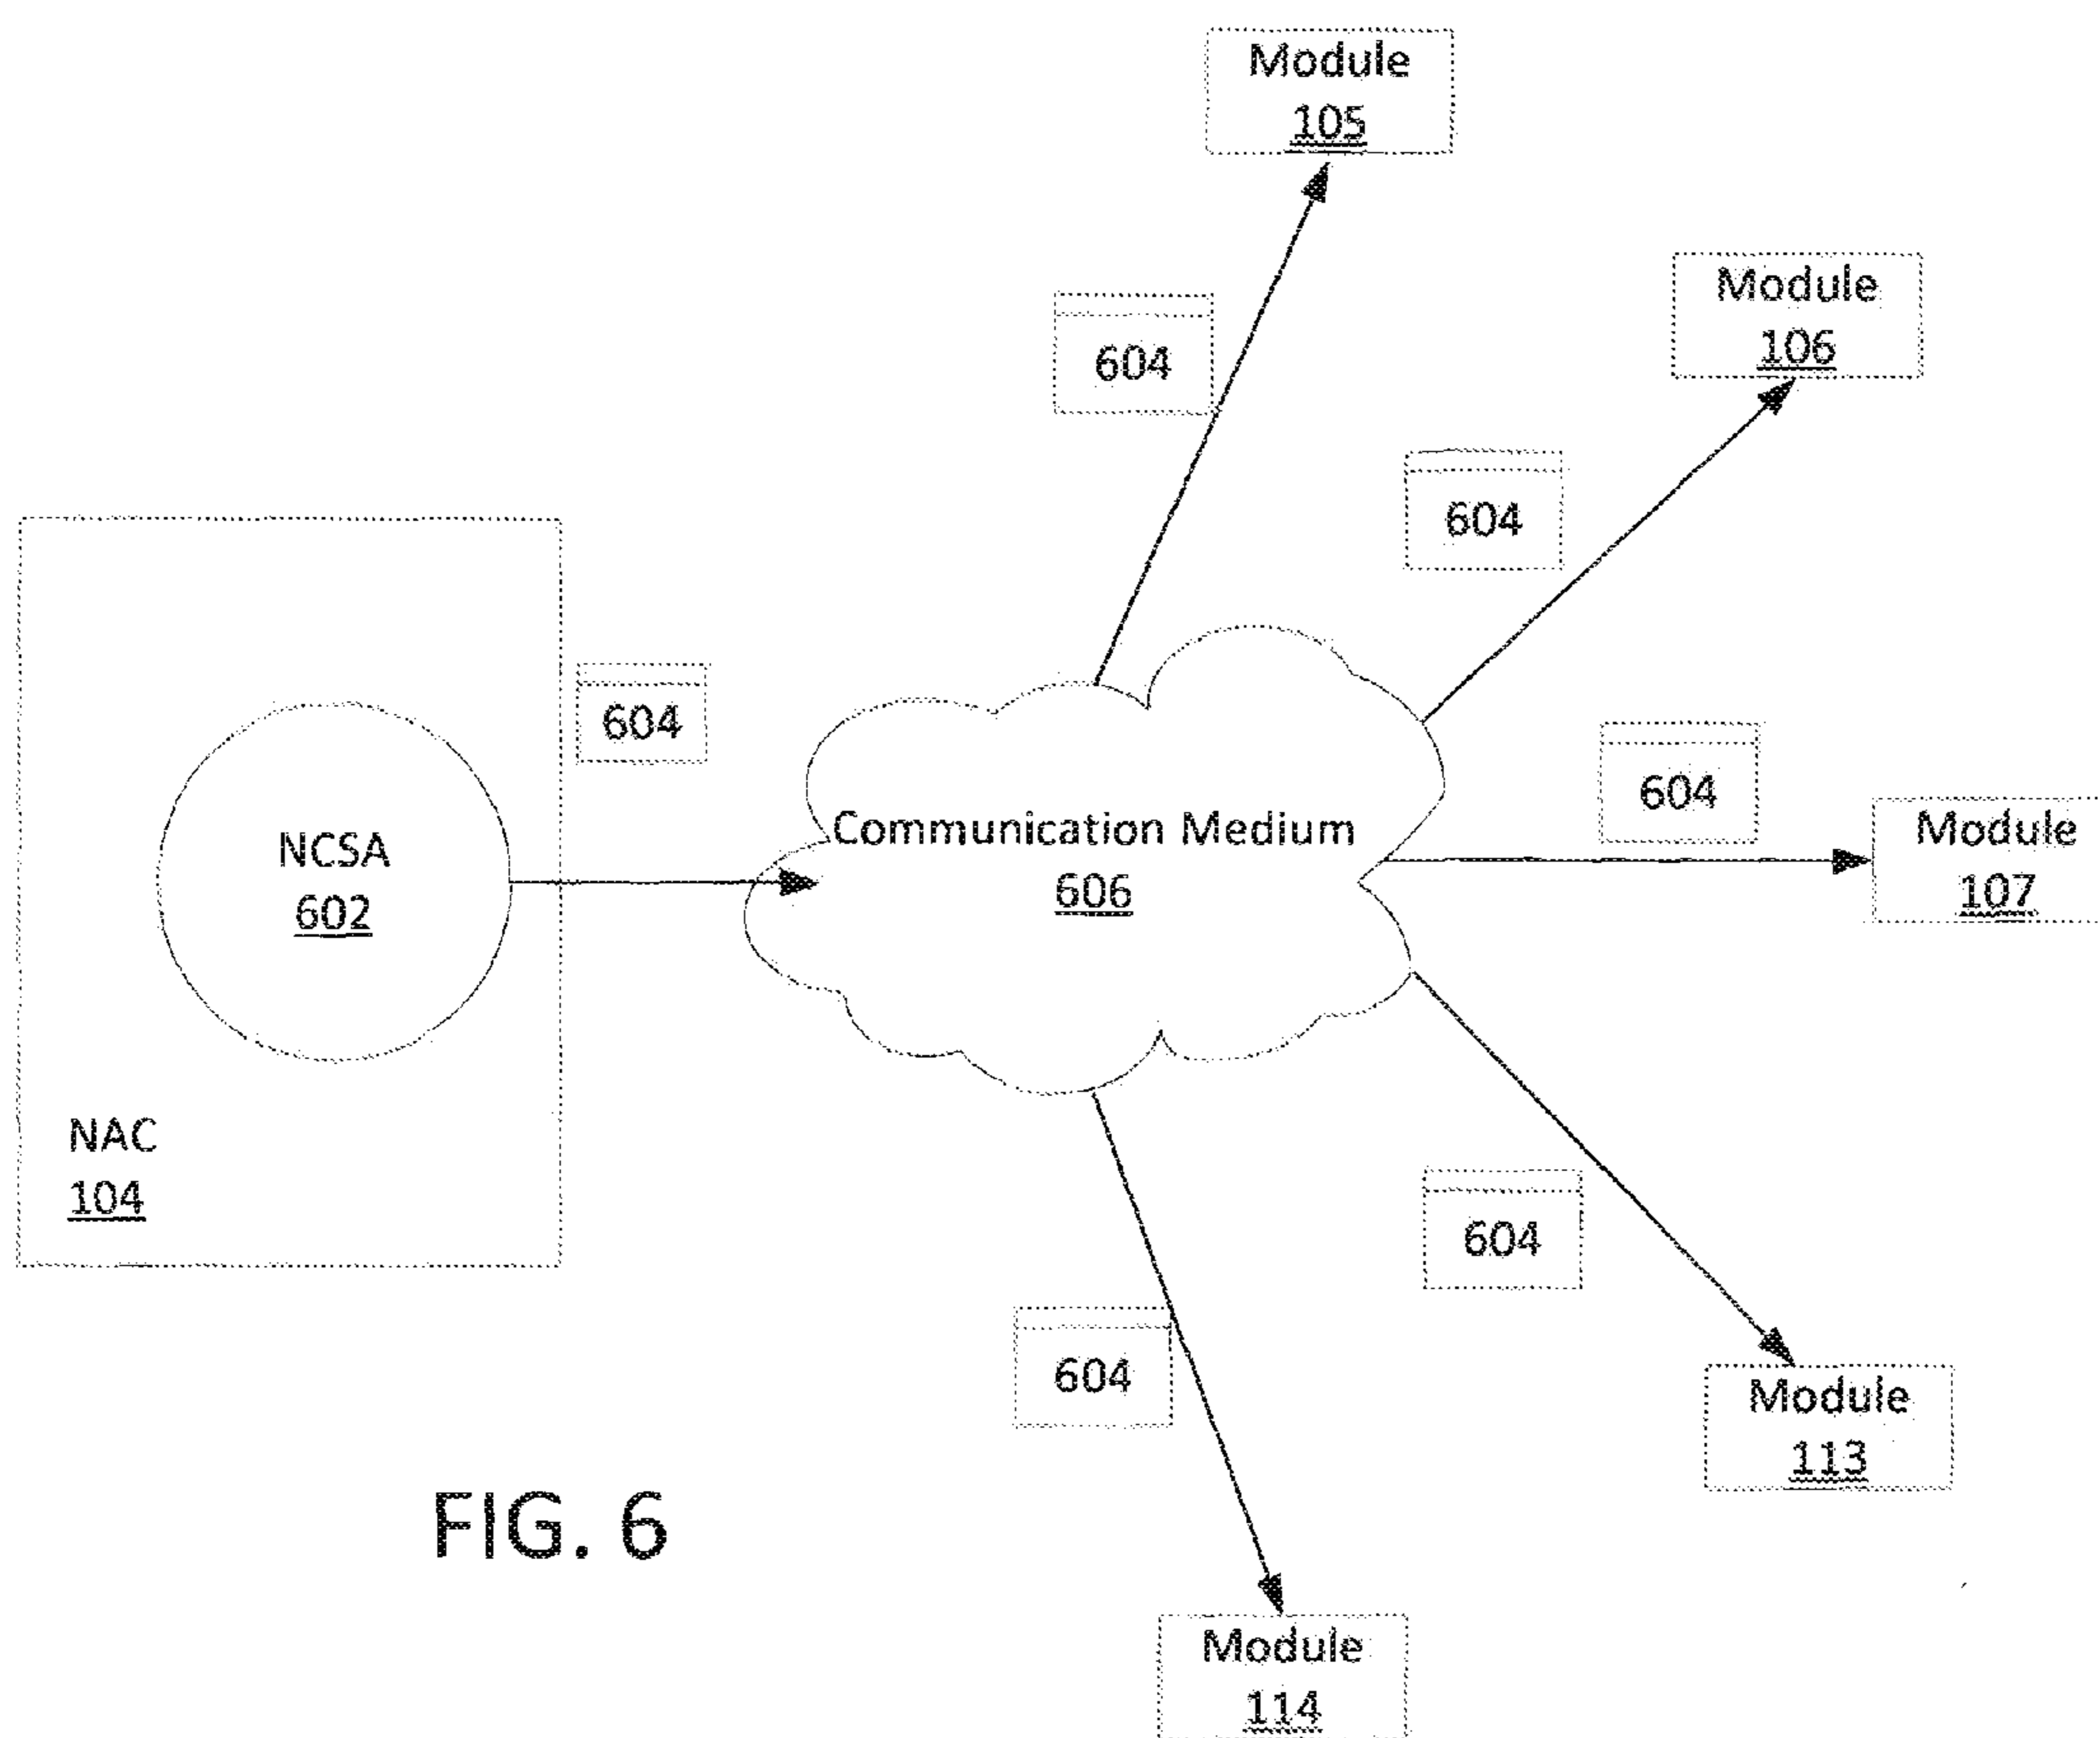 Module
105
Module
106
604
604
604
604
Module
107
NCSA
602
Communication Medium
606
NAC
104
604
604
Module
113
FIG. 6
Module
114